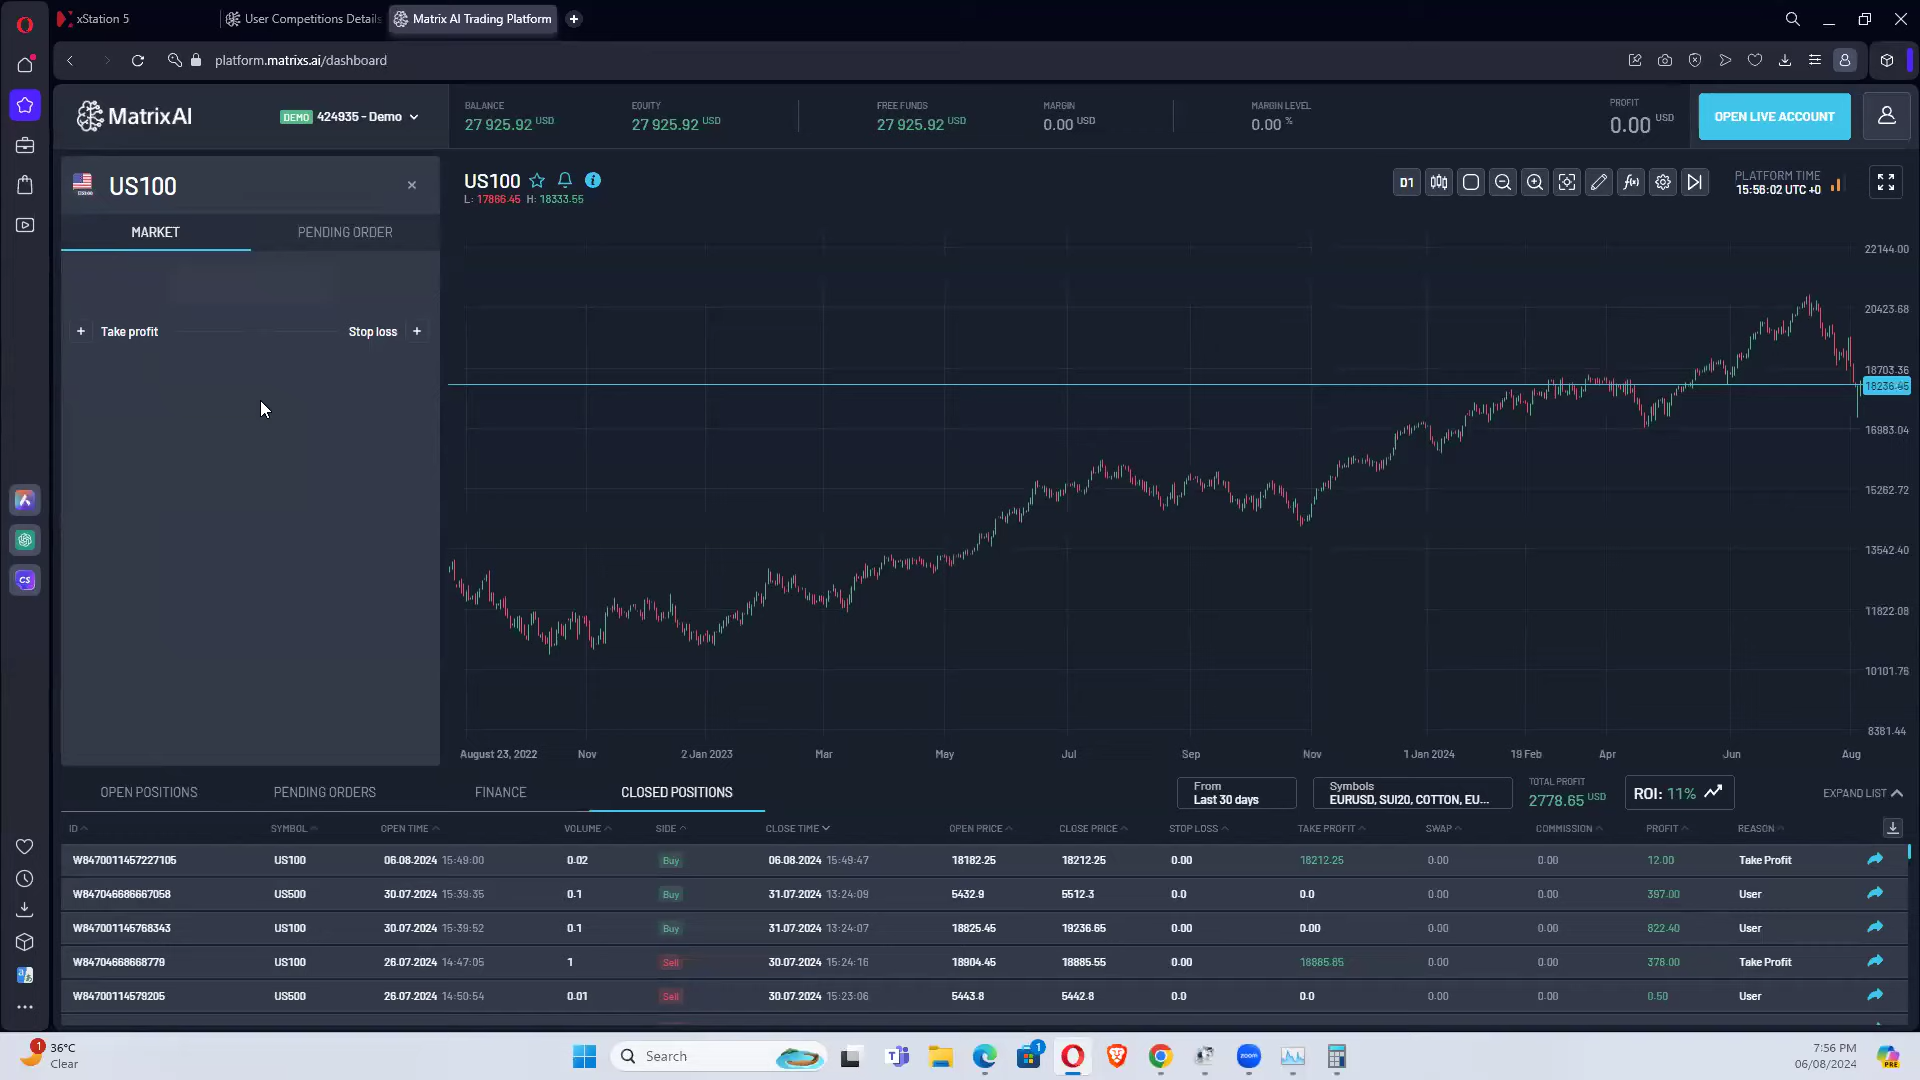 xStation 5
User Competitions Details
Matrix AI Trading Platform
platform.matrixs.ai/dashboard
MatrixAI
DEMO 424935 - Demo
BALANCE
27 925.92 USD
EQUITY
27 925.92 USD
FREE FUNDS
27 925.92 USD
MARGIN
0.00 USD
MARGIN LEVEL
0.00 %
PROFIT
0.00 USD
OPEN LIVE ACCOUNT
US100
MARKET
PENDING ORDER
+ Take profit
Stop loss +
US100
L: 17866.45 H: 18333.55
D1
f(x)
PLATFORM TIME
15:56:02 UTC +0
22144.00
20423.68
18703.36
18236.45
16983.04
15262.72
13542.40
11822.08
10101.76
8381.44
August 23, 2022 Nov 2 Jan 2023 Mar May Jul Sep Nov 1 Jan 2024 19 Feb Apr Jun Aug
OPEN POSITIONS
PENDING ORDERS
FINANCE
CLOSED POSITIONS
From
Last 30 days
Symbols
EURUSD, SUI20, COTTON, EU...
TOTAL PROFIT
2778.65 USD
ROI: 11%
EXPAND LIST
ID SYMBOL OPEN TIME VOLUME SIDE CLOSE TIME OPEN PRICE CLOSE PRICE STOP LOSS TAKE PROFIT SWAP COMMISSION PROFIT REASON
W8470011457227105 US100 06.08.2024 15:49:00 0.02 Buy 06.08.2024 15:49:47 18182.25 18212.25 0.00 18212.25 0.00 0.00 12.00 Take Profit
W847046686667058 US500 30.07.2024 15:39:35 0.1 Buy 31.07.2024 13:24:09 5432.9 5512.3 0.0 0.0 0.00 0.00 397.00 User
W847001145768343 US100 30.07.2024 15:39:52 0.1 Buy 31.07.2024 13:24:07 18825.45 19236.65 0.00 0.00 0.00 0.00 822.40 User
W84704668668779 US100 26.07.2024 14:47:05 1 Sell 30.07.2024 15:24:16 18904.45 18885.55 0.00 18885.85 0.00 0.00 378.00 Take Profit
W84700114579205 US500 26.07.2024 14:50:54 0.01 Sell 30.07.2024 15:23:06 5443.8 5442.8 0.0 0.0 0.00 0.00 0.50 User
CS
1
36°C
Clear
Search
1
zoom
7:56 PM
06/08/2024
PRE